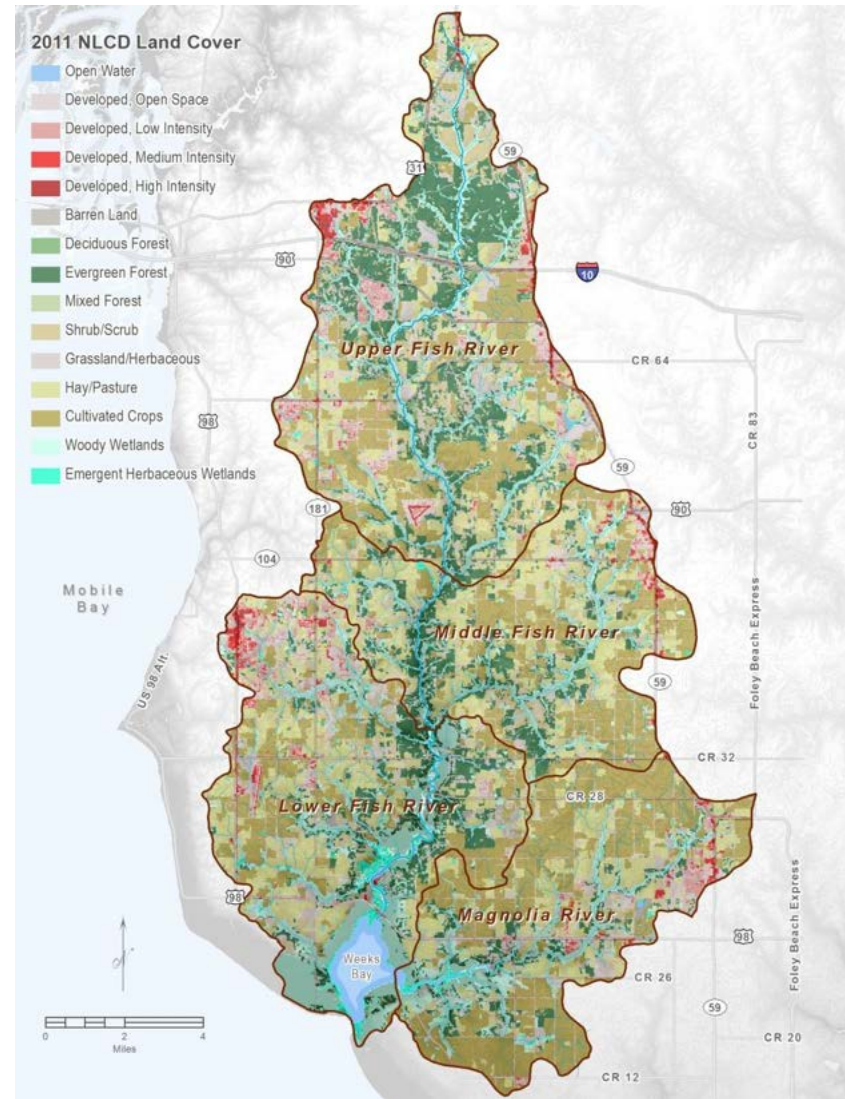 2011 NLCD Land Cover
Open Water
Developed, Open Space
Developed, Low Intensity
Developed, Medium Intensity
Developed, High Intensity
Barren Land
Deciduous Forest
Evergreen Forest
Mixed Forest
Shrub/Scrub
Grassland/Herbaceous
Hay/Pasture
Cultivated Crops
Woody Wetlands
Emergent Herbaceous Wetlands
59
31
90
10
Upper Fish River
CR 64
98
CR 83
59
181
90
104
Mobile
Bay
Foley Beach Express
Middle Fish River
US 98 Alt.
59
CR 32
CR 28
Lower Fish River
98
Magnolia River
Foley Beach Express
98
Weeks
Bay
CR 26
N
59
0 2 4
Miles
CR 20
CR 12